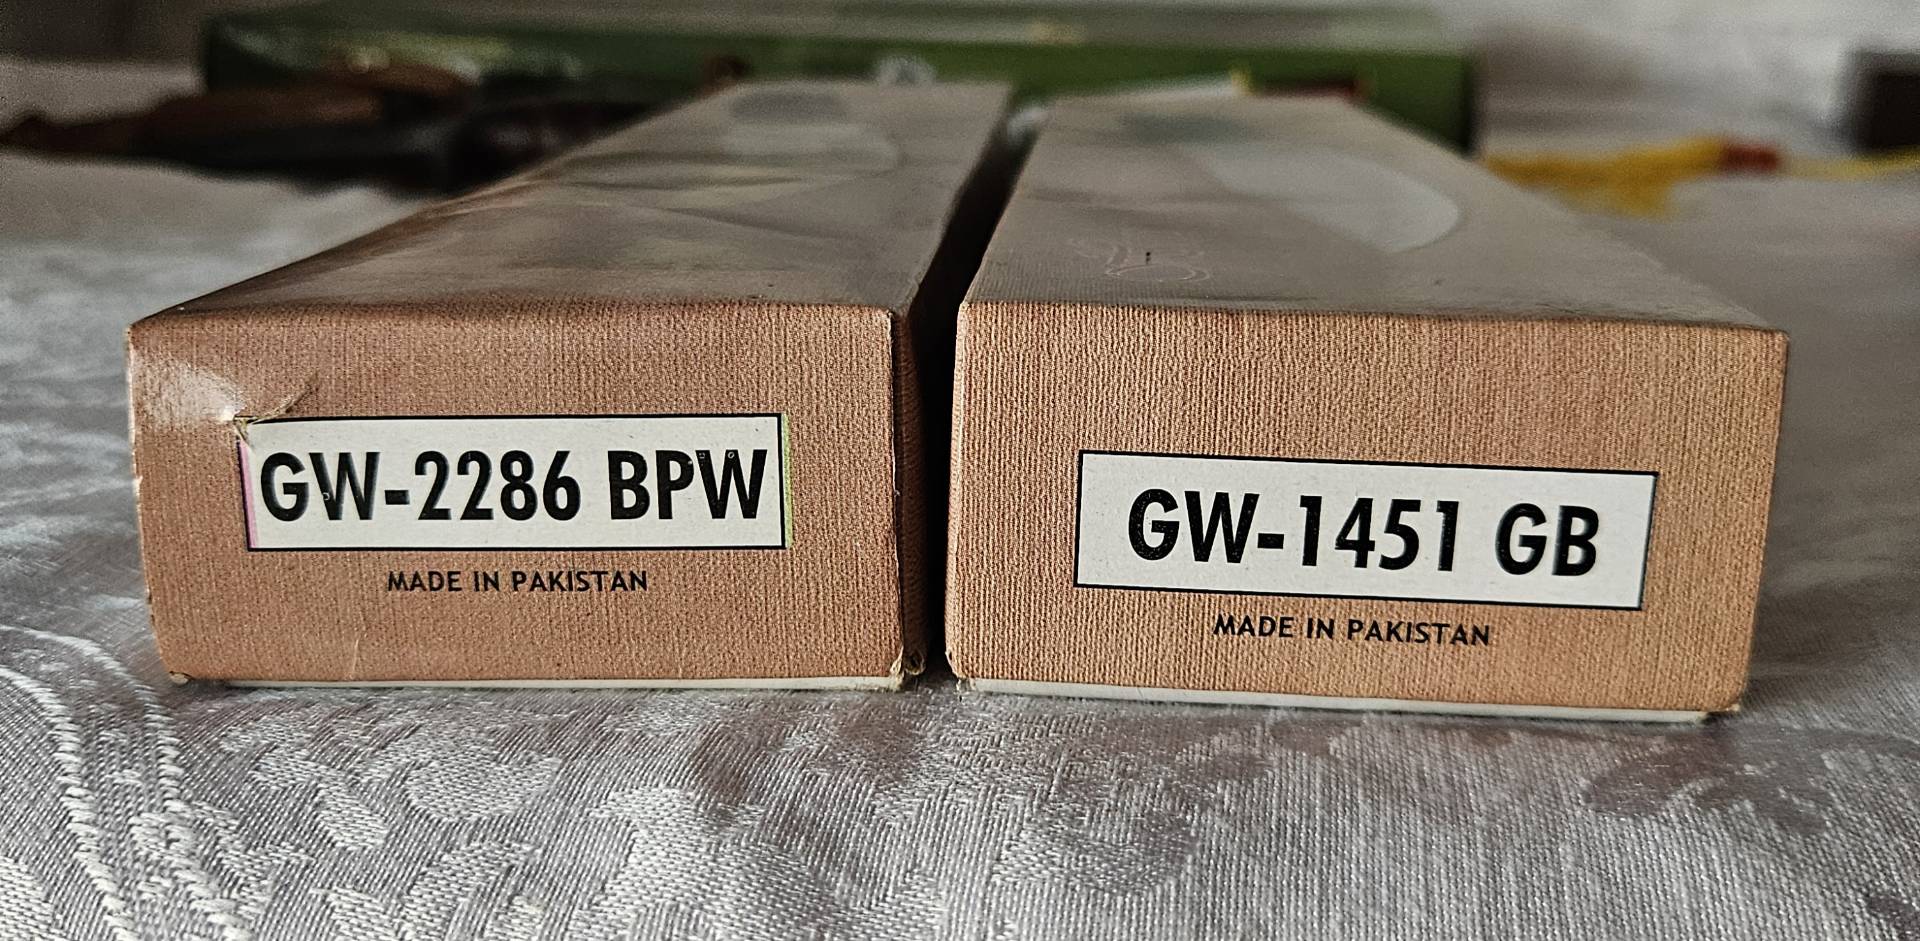 GW-2286 BPW
MADE IN PAKISTAN
GW-1451 GB
MADE IN PAKISTAN